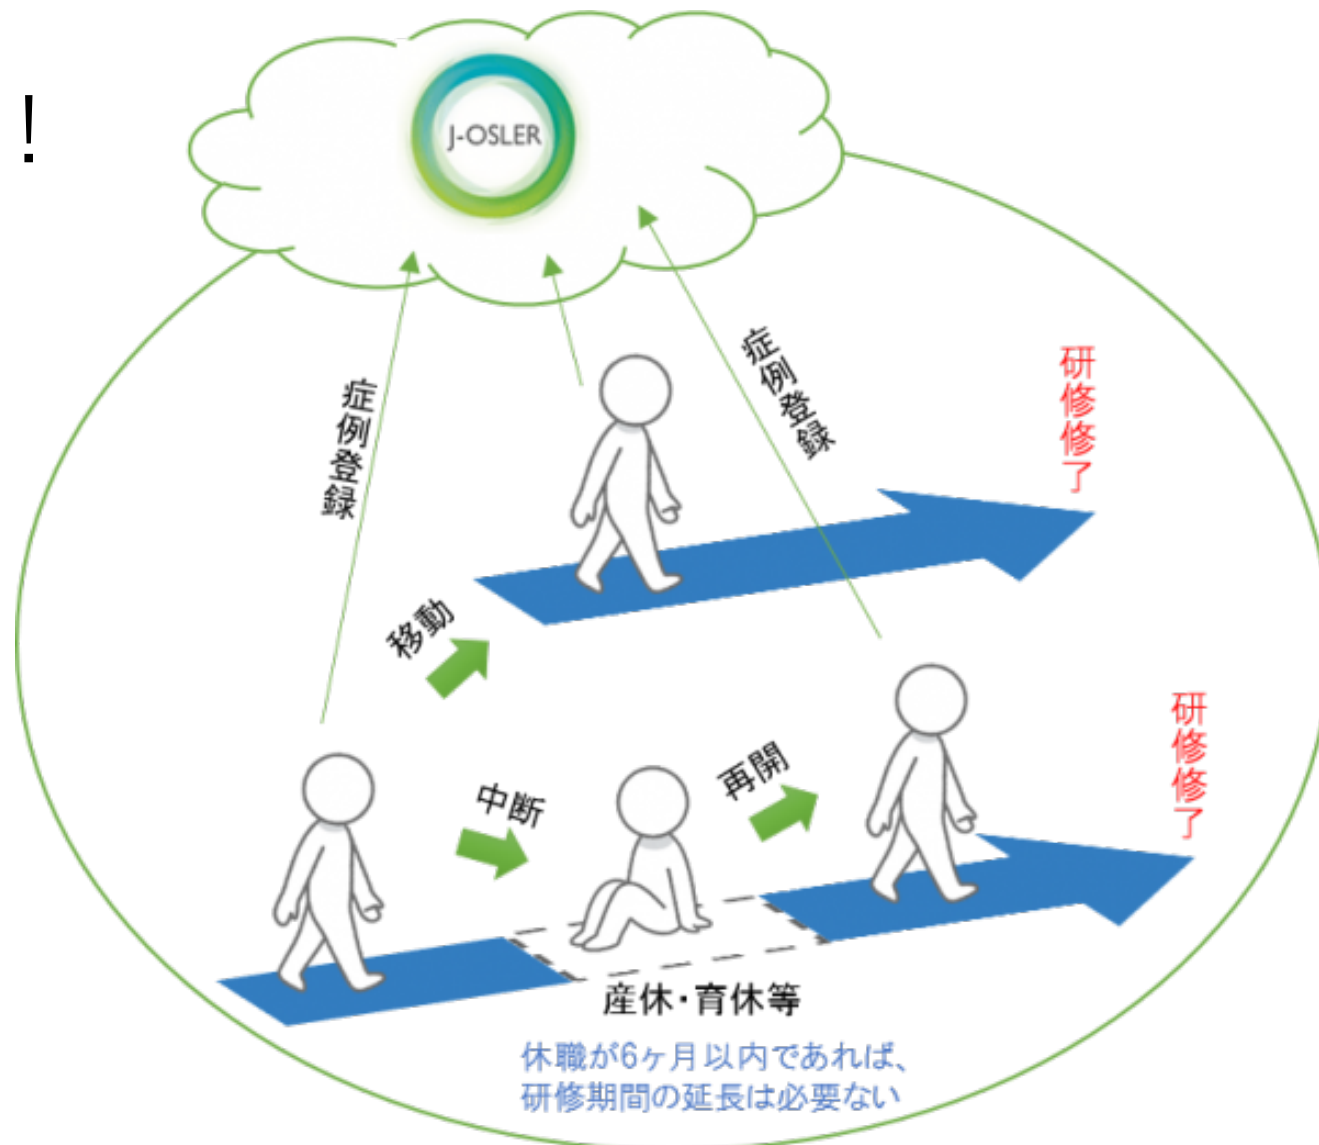 !
J-OSLER
症例登録
症例登録
研修修了
移動
研修修了
中断
再開
産休・育休等
休職が6ヶ月以内であれば、
研修期間の延長は必要ない